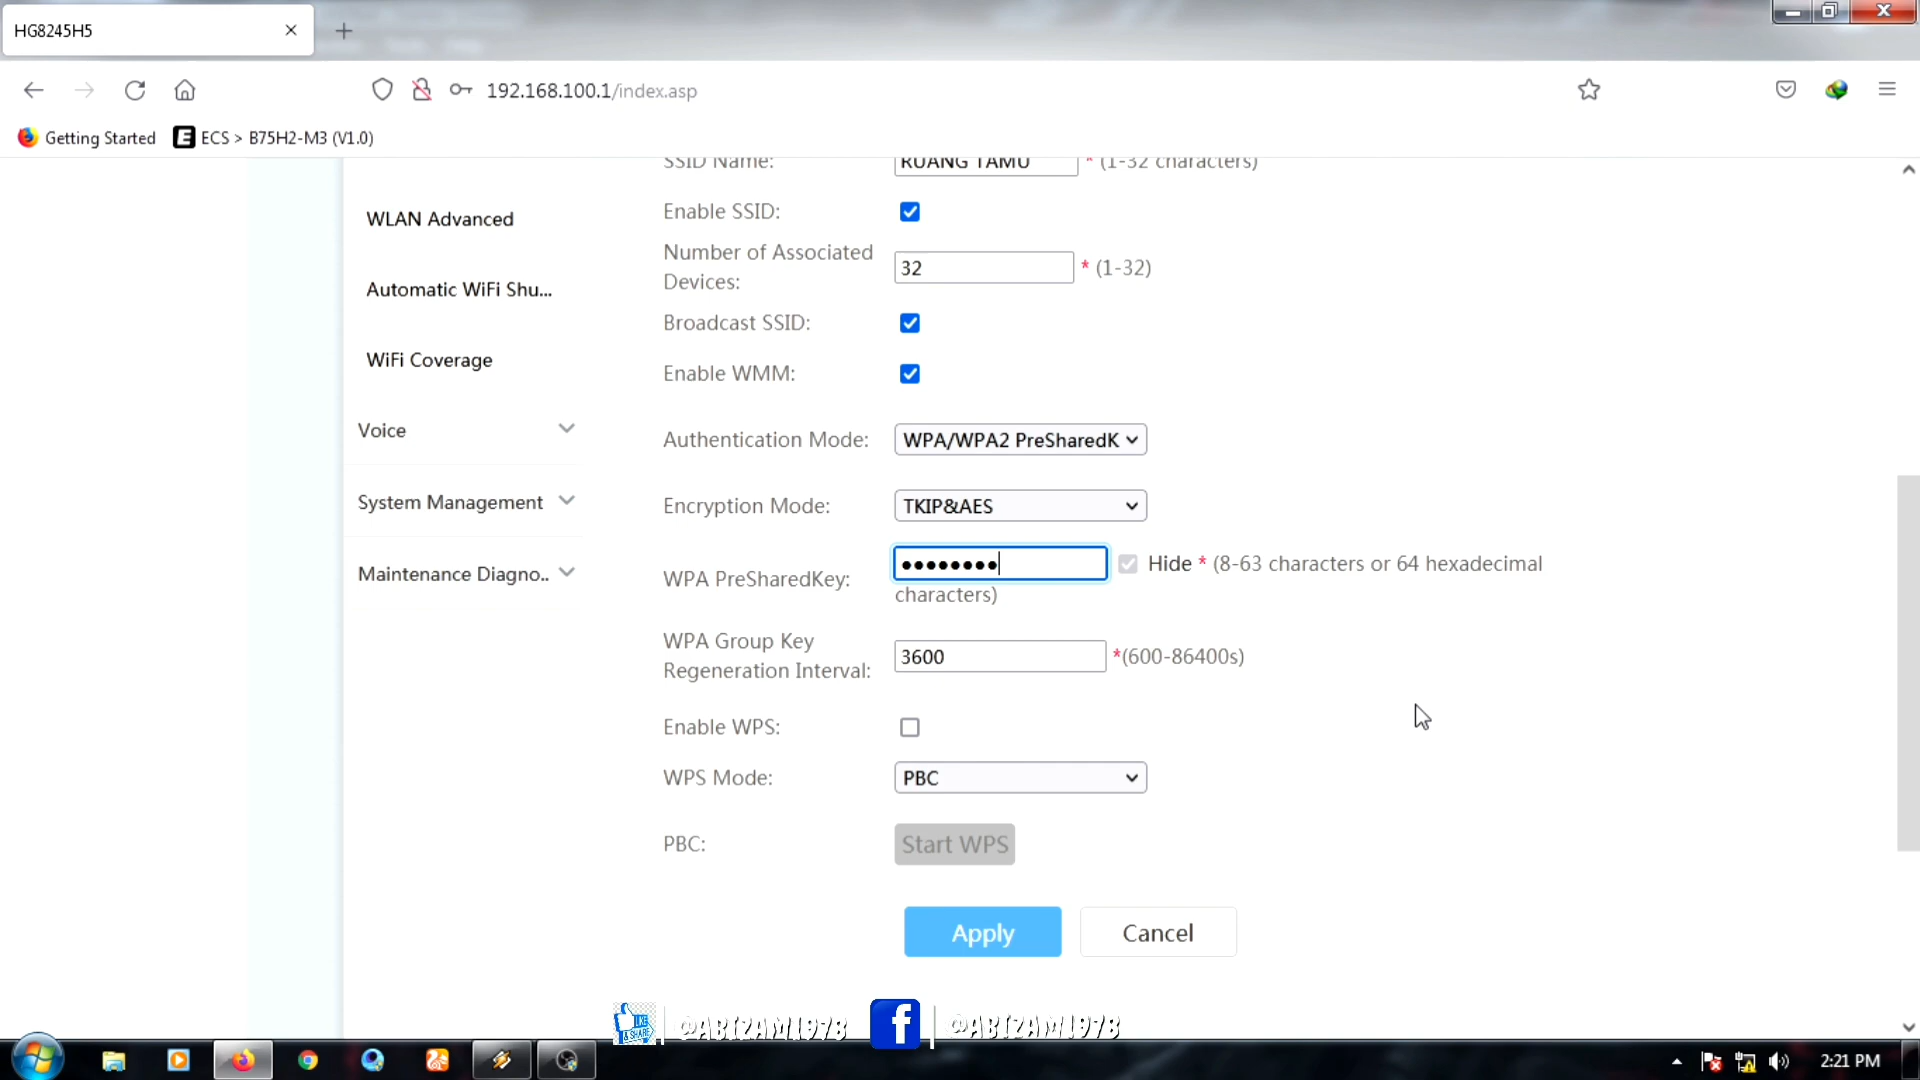 HG8245H5
192.168.100.1/index.asp
Getting Started
ECS > B75H2-M3 (V1.0)
SSID Name:
RUANG TAMU
* (1-32 characters)
WLAN Advanced
Enable SSID:
Number of Associated
Devices:
32
* (1-32)
Automatic WiFi Shu...
Broadcast SSID:
WiFi Coverage
Enable WMM:
Voice
Authentication Mode:
WPA/WPA2 PreSharedK
System Management
Encryption Mode:
TKIP&AES
Maintenance Diagno..
WPA PreSharedKey:
••••••••
Hide * (8-63 characters or 64 hexadecimal
characters)
WPA Group Key
Regeneration Interval:
3600
*(600-86400s)
Enable WPS:
WPS Mode:
PBC
PBC:
Start WPS
Apply
Cancel
LIKE
& SHARE
@ABIZAM1978
f
@ABIZAM1978
2:21 PM